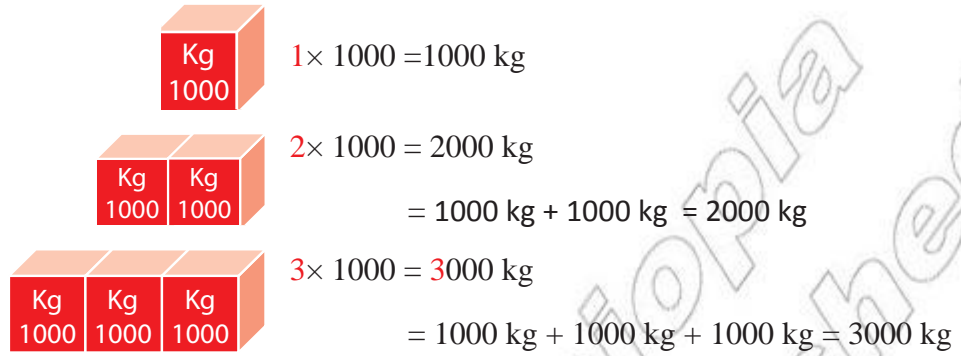 Kg
1000
1× 1000 =1000 kg
Kg Kg
1000 1000
2× 1000 = 2000 kg
= 1000 kg + 1000 kg = 2000 kg
Kg Kg Kg
1000 1000 1000
3× 1000 = 3000 kg
= 1000 kg + 1000 kg + 1000 kg = 3000 kg